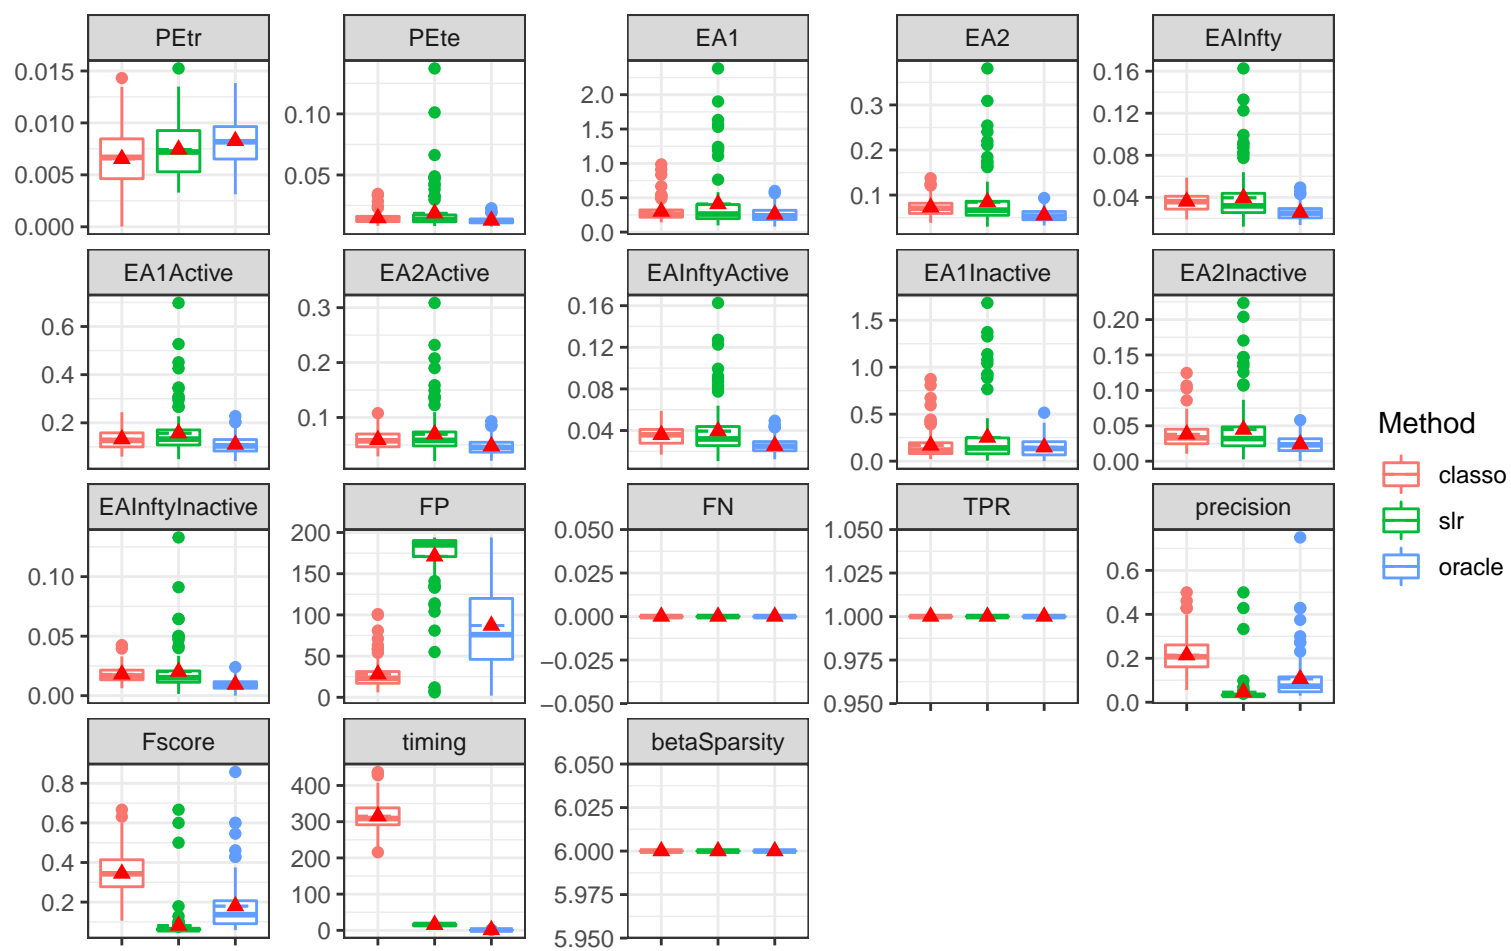 PEtr PEte EA1 EA2 EAInfty
0.015 0.010 0.005 0.000
0.10 0.05
2.0 1.5 1.0 0.5 0.0
0.3 0.2 0.1
0.16 0.12 0.08 0.04
EA1Active EA2Active EAInftyActive EA1Inactive EA2Inactive
0.6 0.4 0.2
0.3 0.2 0.1
0.16 0.12 0.08 0.04
1.5 1.0 0.5 0.0
0.20 0.15 0.10 0.05 0.00
EAInftyInactive FP FN TPR precision
0.10 0.05 0.00
200 150 100 50 0
0.050 0.025 0.000 −0.025 −0.050
1.050 1.025 1.000 0.975 0.950
0.6 0.4 0.2 0.0
Fscore timing betaSparsity
0.8 0.6 0.4 0.2
400 300 200 100 0
6.050 6.025 6.000 5.975 5.950
Method
classo
slr
oracle